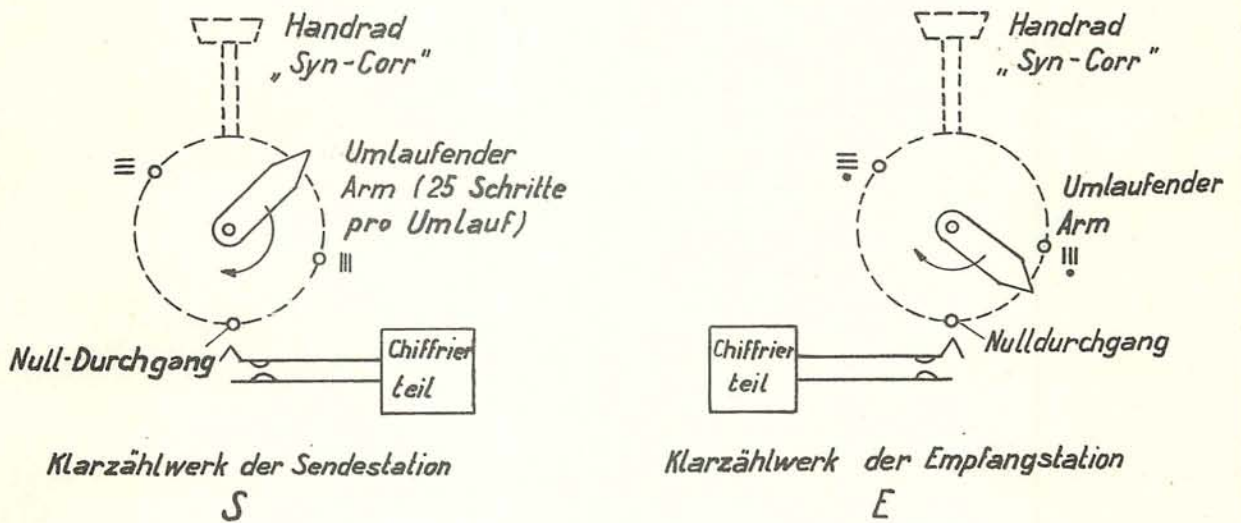 Handrad
„Syn-Corr"
Umlaufender
Arm (25 Schritte
pro Umlauf)
Null-Durchgang
Chiffrier
teil
Klarzählwerk der Sendestation
S
Handrad
„Syn-Corr"
Umlaufender
Arm
Nulldurchgang
Chiffrier
teil
Klarzählwerk der Empfangstation
E